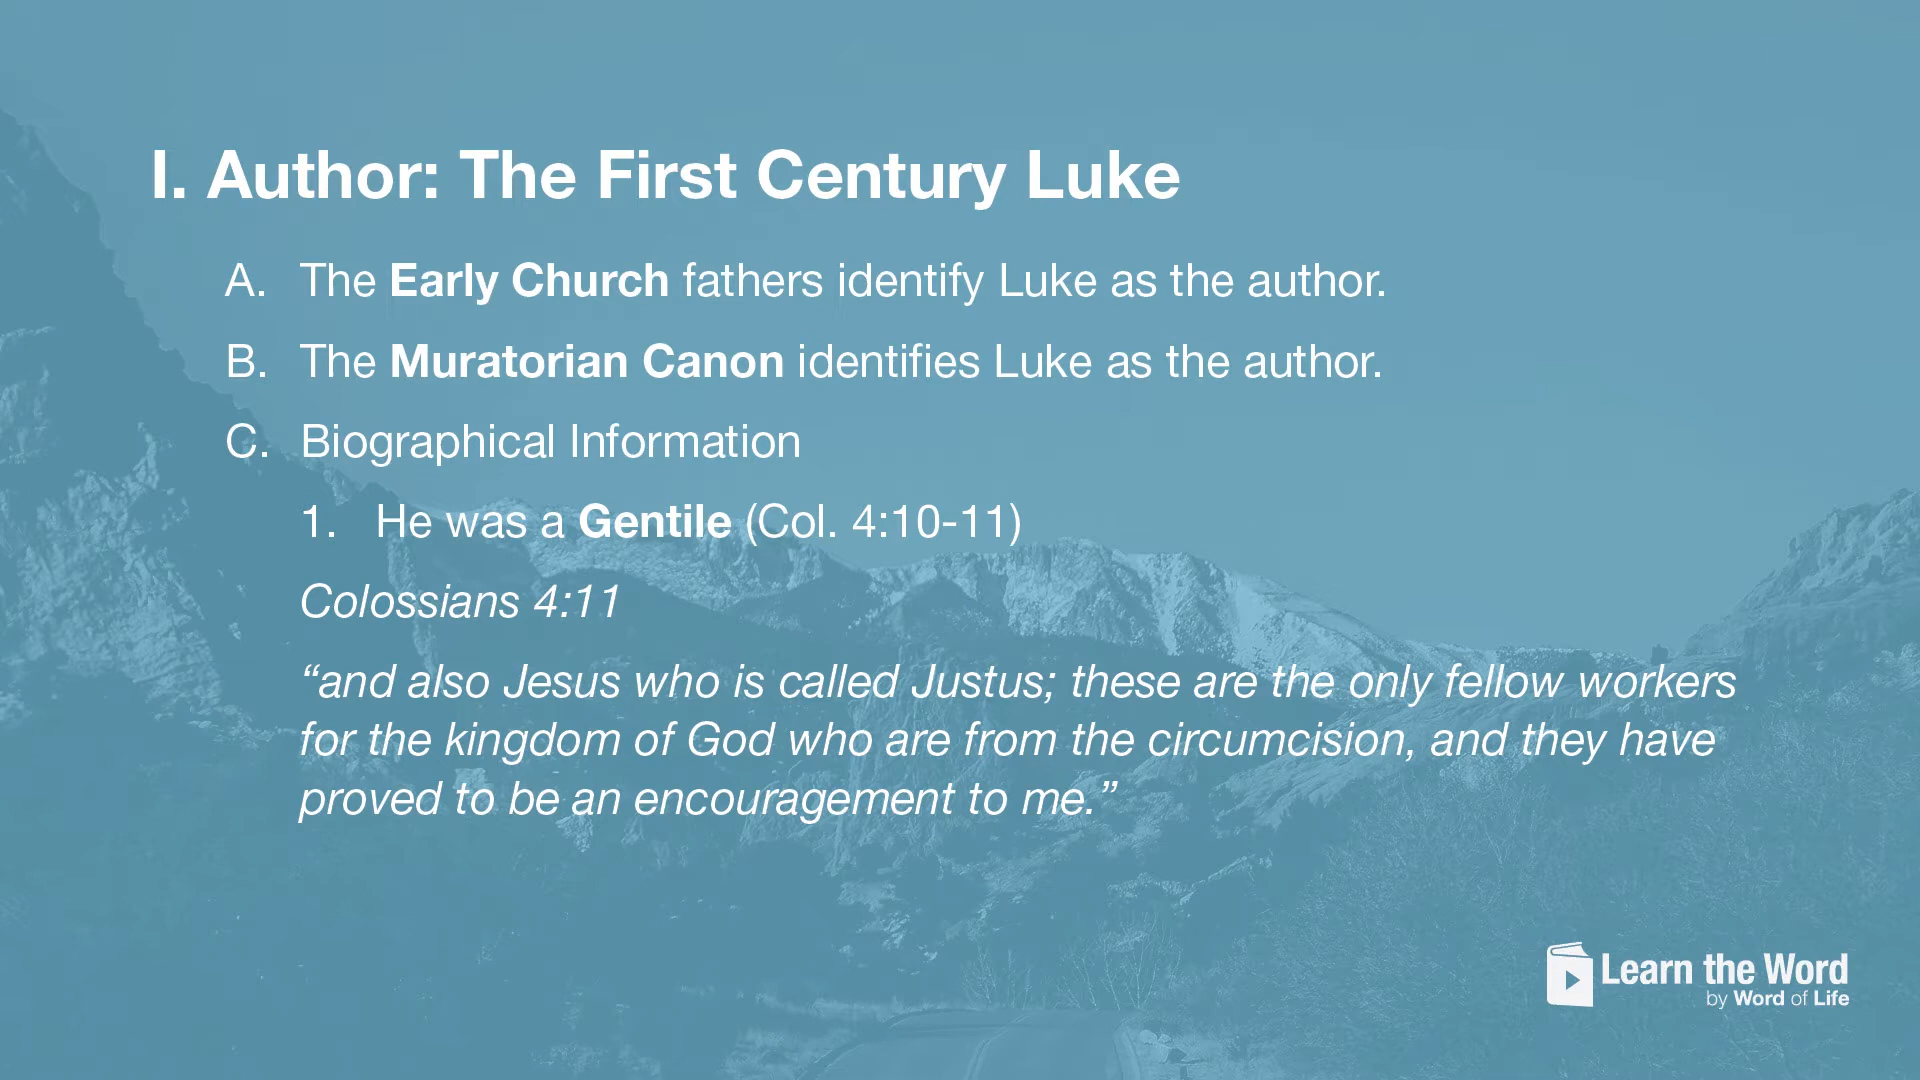 I. Author: The First Century Luke
A. The Early Church fathers identify Luke as the author.
B. The Muratorian Canon identifies Luke as the author.
C. Biographical Information
1. He was a Gentile (Col. 4:10-11)
Colossians 4:11
“and also Jesus who is called Justus; these are the only fellow workers
for the kingdom of God who are from the circumcision, and they have
proved to be an encouragement to me.”
Learn the Word
by Word of Life